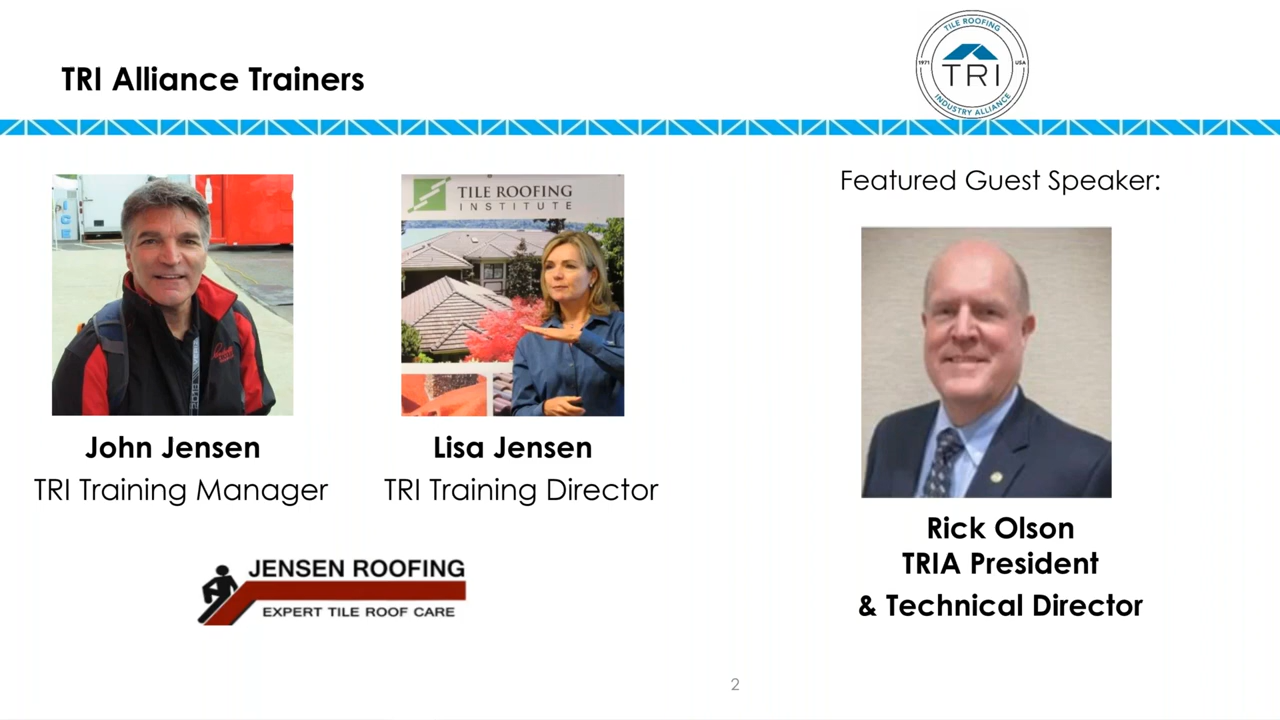 TRI Alliance Trainers
TILE ROOFING
1971
TRI
USA
INDUSTRY ALLIANCE
TILE ROOFING
INSTITUTE
Featured Guest Speaker:
John Jensen
TRI Training Manager
Lisa Jensen
TRI Training Director
JENSEN ROOFING
EXPERT TILE ROOF CARE
Rick Olson
TRIA President
& Technical Director
2